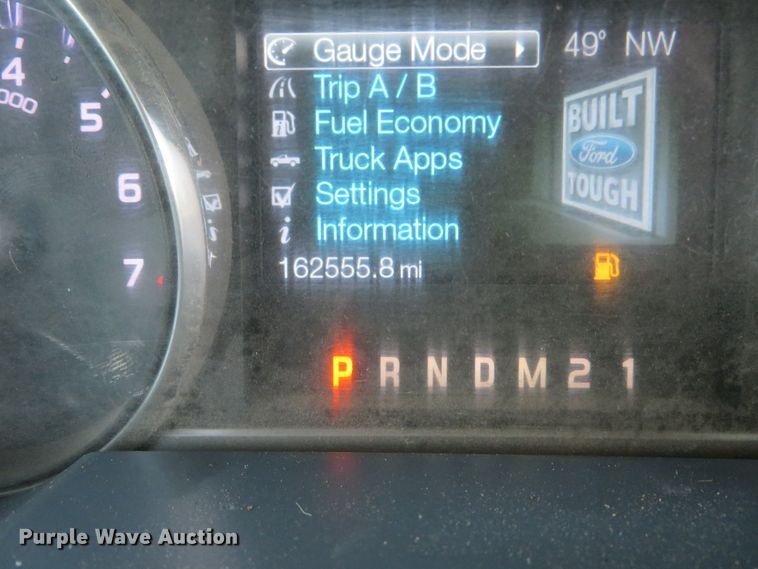 4
000
5
6
7
Gauge Mode
49° NW
Trip A / B
Fuel Economy
Truck Apps
Settings
Information
162555.8 mi
BUILT
Ford
TOUGH
P R N D M 2 1
Purple Wave Auction